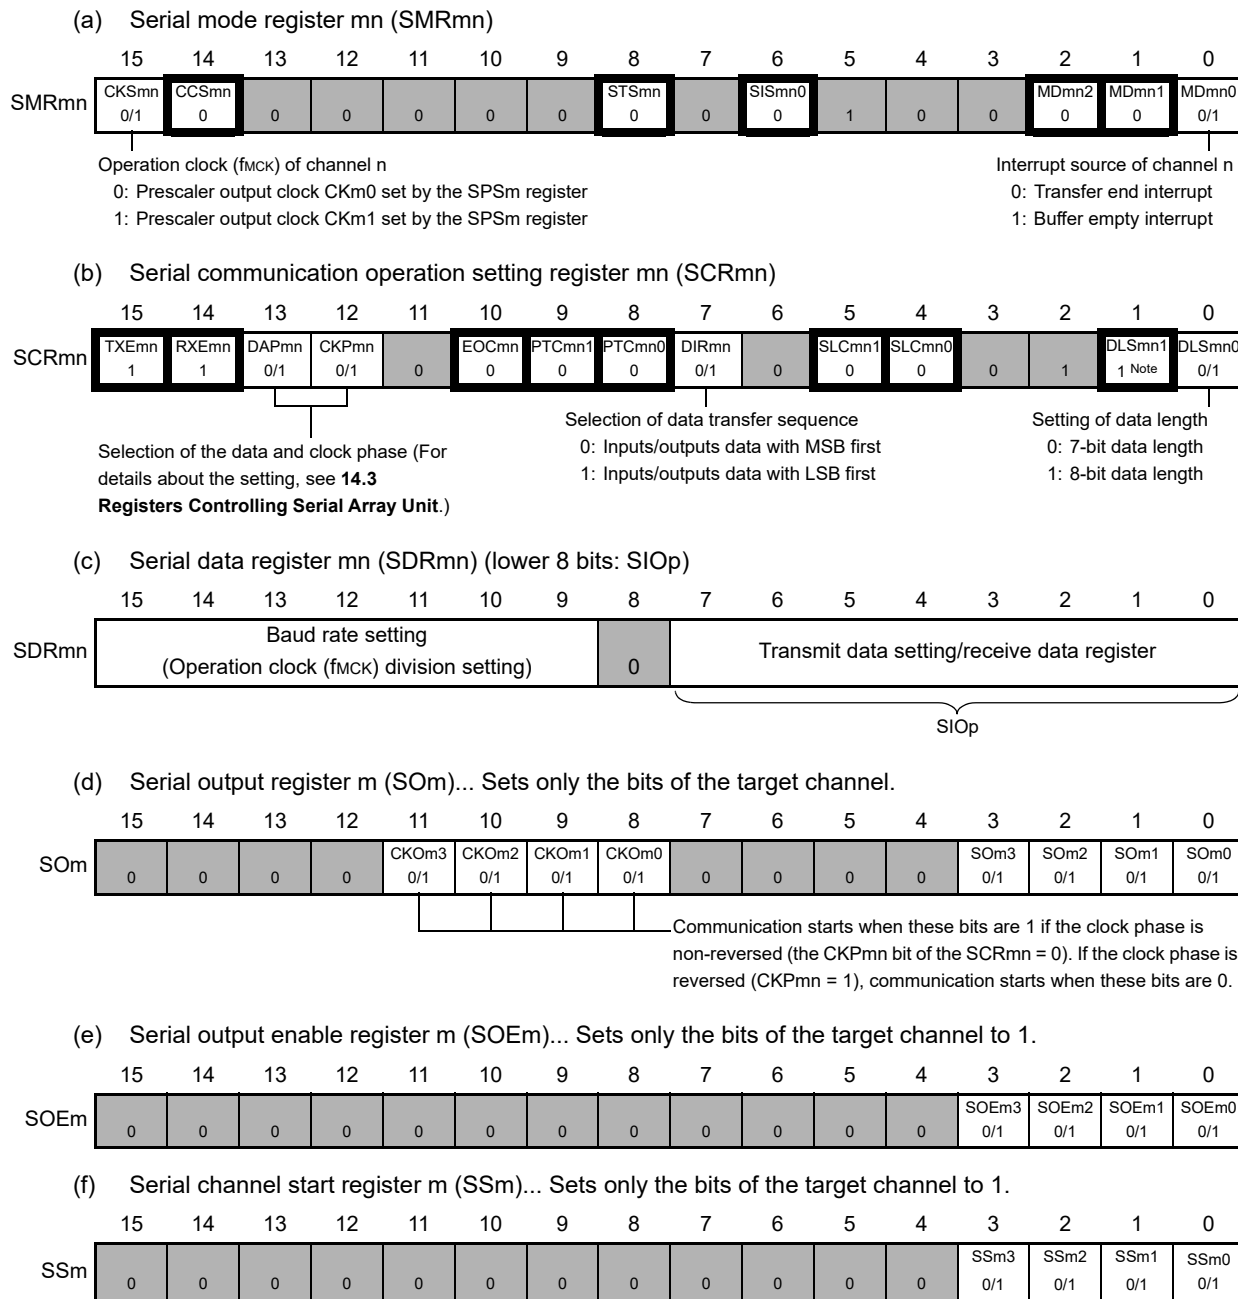 (a) Serial mode register mn (SMRmn)
15 14 13 12 11 10 9 8 7 6 5 4 3 2 1 0
SMRmn CKSmn CCSmn STSmn SISmn0 MDmn2 MDmn1 MDmn0
0/1 0 0 0 0 0 0 0 0 0 1 0 0 0 0 0/1
Operation clock (fMCK) of channel n
0: Prescaler output clock CKm0 set by the SPSm register
1: Prescaler output clock CKm1 set by the SPSm register
Interrupt source of channel n
0: Transfer end interrupt
1: Buffer empty interrupt
(b) Serial communication operation setting register mn (SCRmn)
15 14 13 12 11 10 9 8 7 6 5 4 3 2 1 0
SCRmn TXEmn RXEmn DAPmn CKPmn EOCmn PTCmn1 PTCmn0 DIRmn SLCmn1 SLCmn0 DLSmn1 DLSmn0
1 1 0/1 0/1 0 0 0 0 0/1 0 0 0 0 1 1 Note 0/1
Selection of the data and clock phase (For
details about the setting, see 14.3
Registers Controlling Serial Array Unit.)
Selection of data transfer sequence
0: Inputs/outputs data with MSB first
1: Inputs/outputs data with LSB first
Setting of data length
0: 7-bit data length
1: 8-bit data length
(c) Serial data register mn (SDRmn) (lower 8 bits: SIOp)
15 14 13 12 11 10 9 8 7 6 5 4 3 2 1 0
SDRmn
Baud rate setting
(Operation clock (fMCK) division setting)
0
Transmit data setting/receive data register
SIOp
(d) Serial output register m (SOm)... Sets only the bits of the target channel.
15 14 13 12 11 10 9 8 7 6 5 4 3 2 1 0
SOm CKOm3 CKOm2 CKOm1 CKOm0 SOm3 SOm2 SOm1 SOm0
0 0 0 0 0/1 0/1 0/1 0/1 0 0 0 0 0/1 0/1 0/1 0/1
Communication starts when these bits are 1 if the clock phase is
non-reversed (the CKPmn bit of the SCRmn = 0). If the clock phase is
reversed (CKPmn = 1), communication starts when these bits are 0.
(e) Serial output enable register m (SOEm)... Sets only the bits of the target channel to 1.
15 14 13 12 11 10 9 8 7 6 5 4 3 2 1 0
SOEm SOEm3 SOEm2 SOEm1 SOEm0
0 0 0 0 0 0 0 0 0 0 0 0 0/1 0/1 0/1 0/1
(f) Serial channel start register m (SSm)... Sets only the bits of the target channel to 1.
15 14 13 12 11 10 9 8 7 6 5 4 3 2 1 0
SSm SSm3 SSm2 SSm1 SSm0
0 0 0 0 0 0 0 0 0 0 0 0 0/1 0/1 0/1 0/1